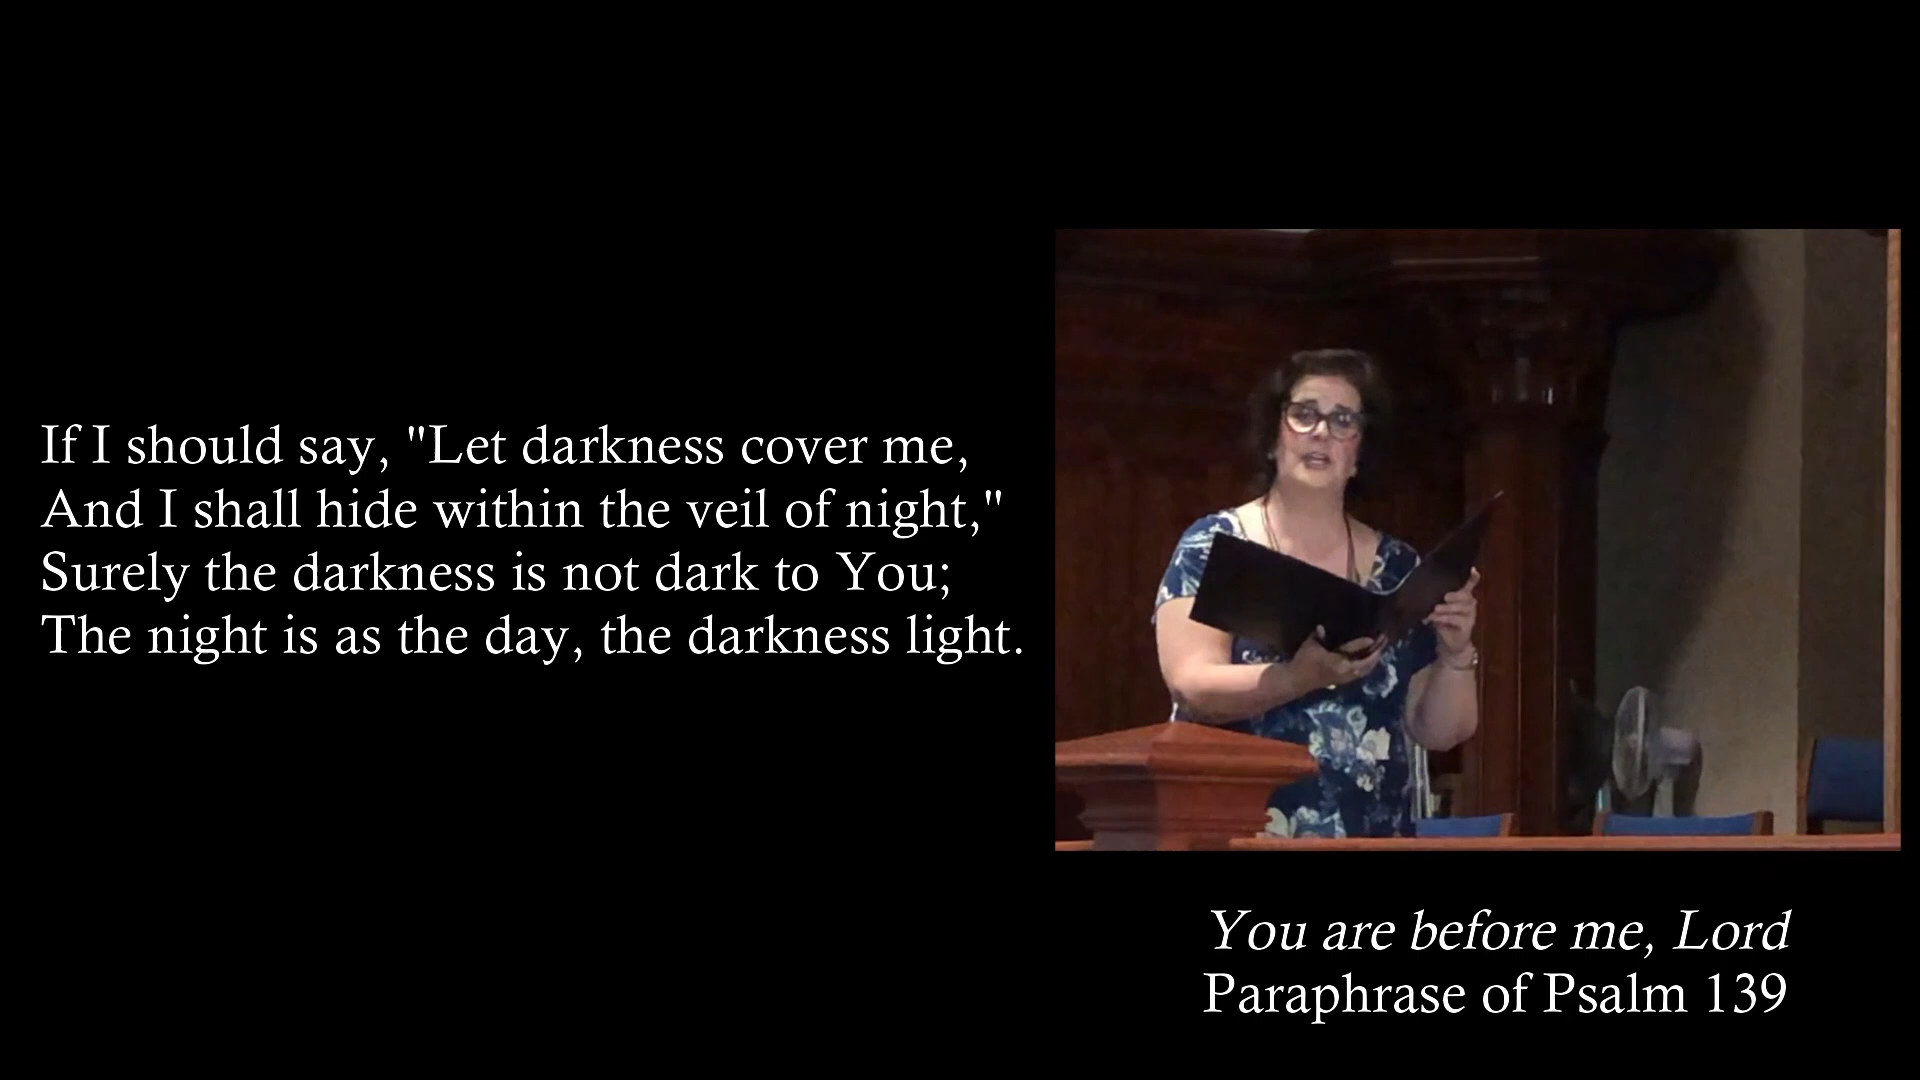 If I should say, "Let darkness cover me,
And I shall hide within the veil of night,"
Surely the darkness is not dark to You;
The night is as the day, the darkness light.
You are before me, Lord
Paraphrase of Psalm 139